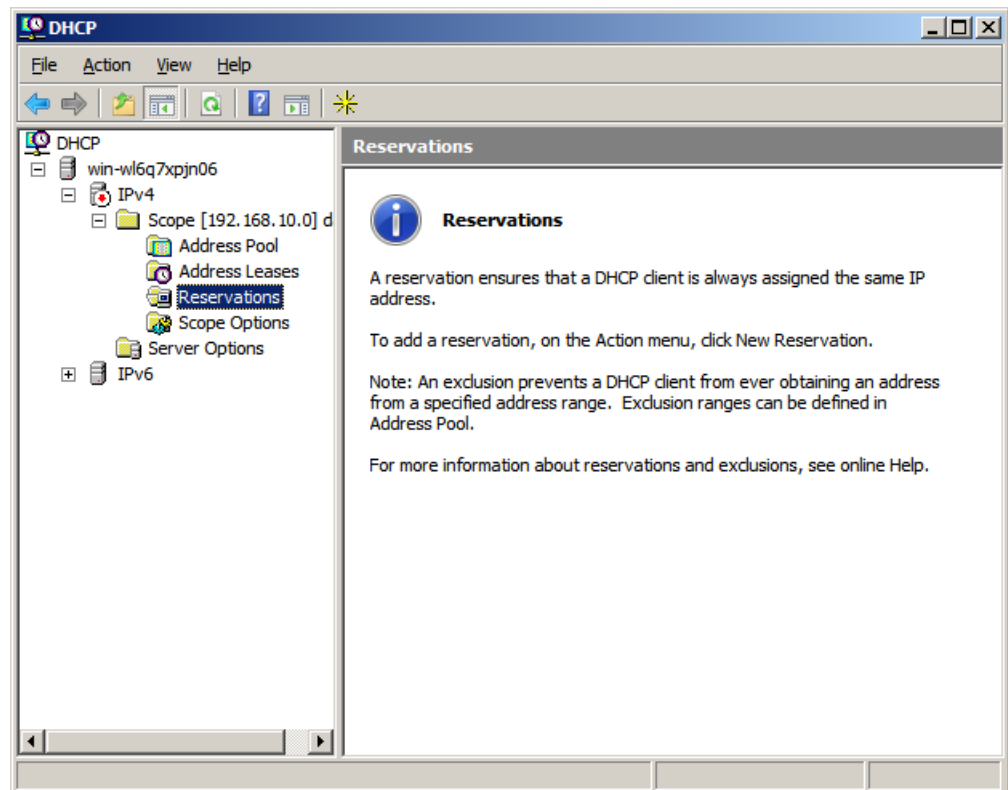 DHCP
File Action View Help
DHCP
win-wl6q7xpjn06
IPv4
Scope [192.168.10.0] d
Address Pool
Address Leases
Reservations
Scope Options
Server Options
IPv6
Reservations
Reservations
A reservation ensures that a DHCP client is always assigned the same IP
address.
To add a reservation, on the Action menu, click New Reservation.
Note: An exclusion prevents a DHCP client from ever obtaining an address
from a specified address range. Exclusion ranges can be defined in
Address Pool.
For more information about reservations and exclusions, see online Help.